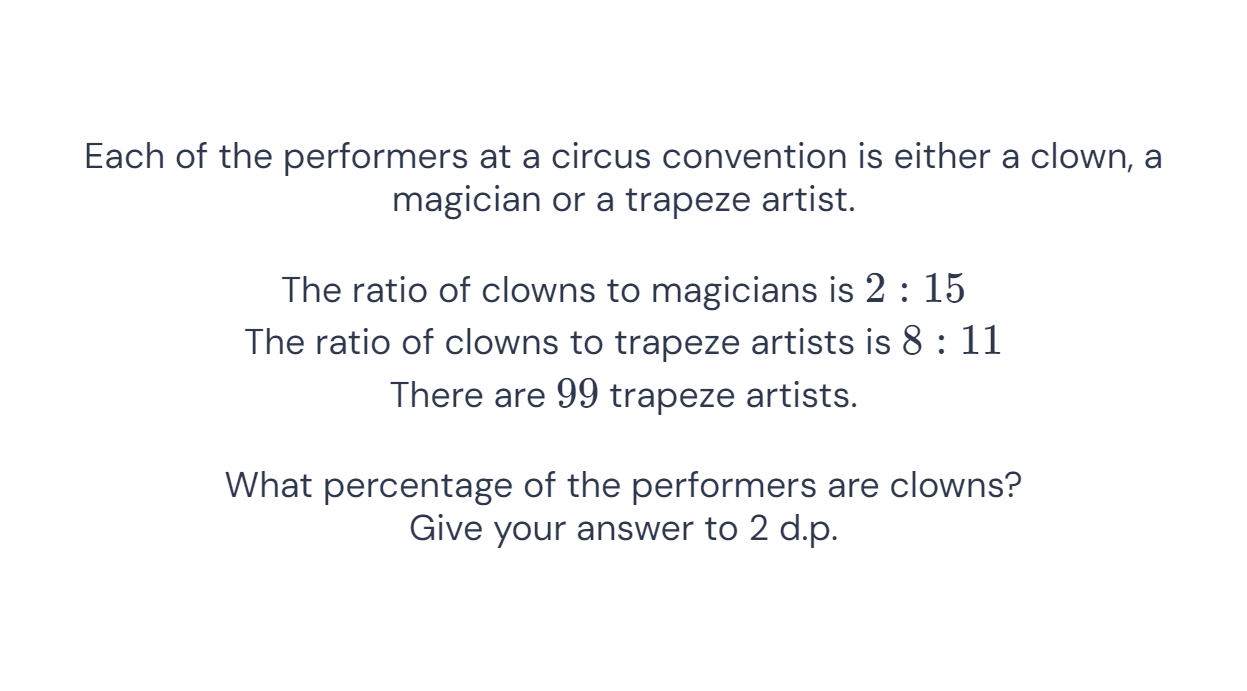 Each of the performers at a circus convention is either a clown, a
magician or a trapeze artist.
The ratio of clowns to magicians is 2 : 15
The ratio of clowns to trapeze artists is 8 : 11
There are 99 trapeze artists.
What percentage of the performers are clowns?
Give your answer to 2 d.p.